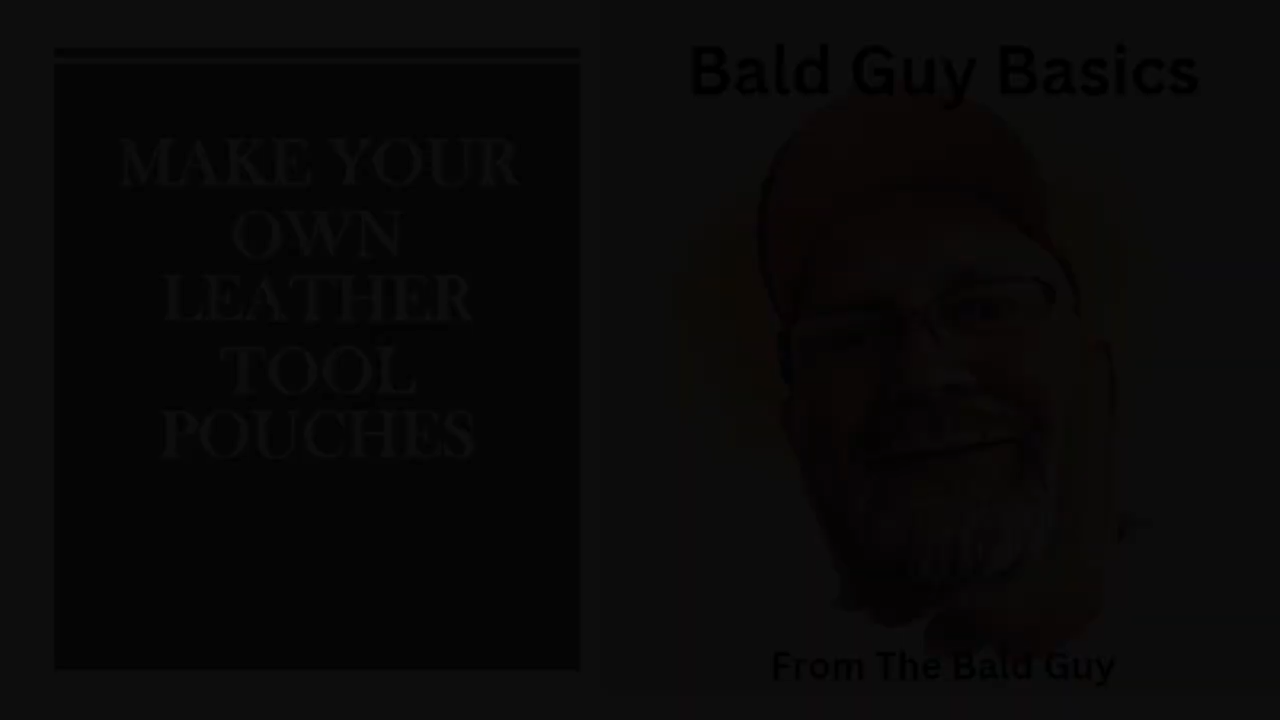 MAKE YOUR
OWN
LEATHER
TOOL
POUCHES
Bald Guy Basics
From The Bald Guy